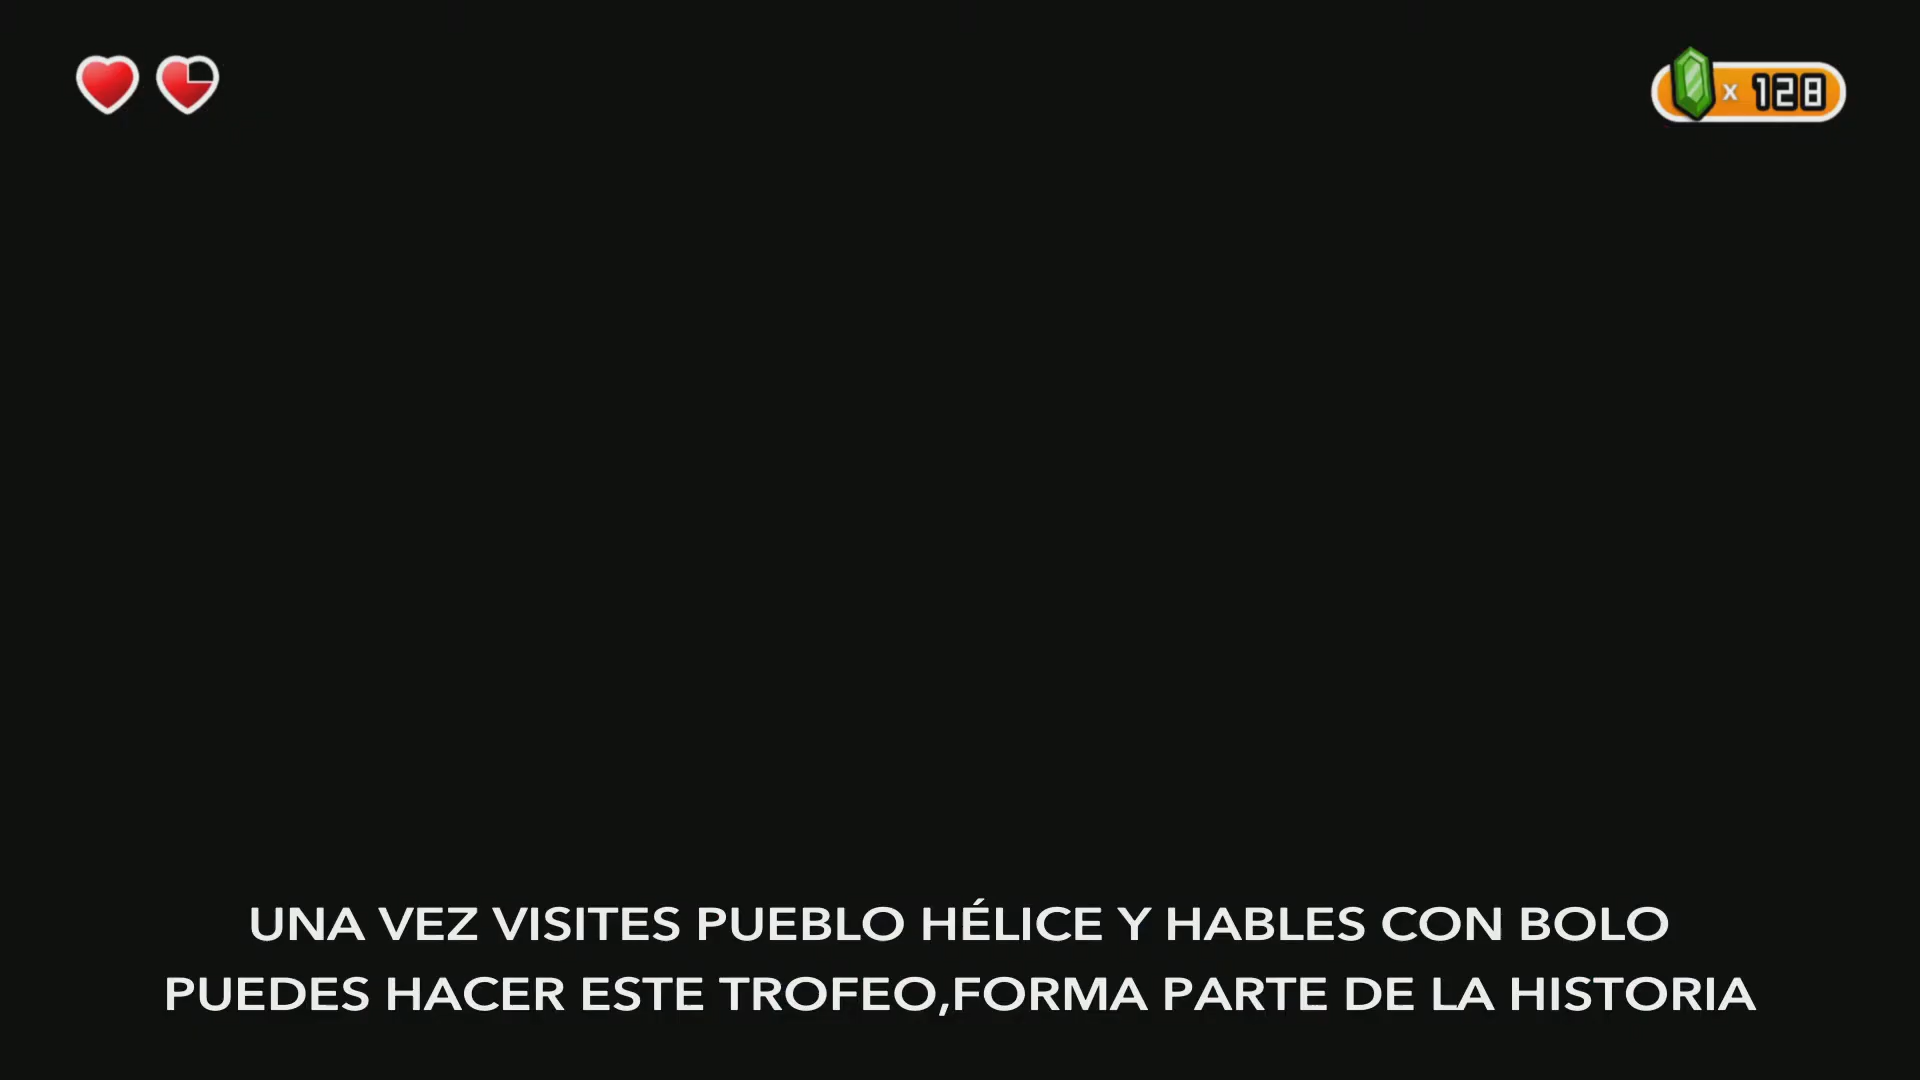 x 128
UNA VEZ VISITES PUEBLO HÉLICE Y HABLES CON BOLO
PUEDES HACER ESTE TROFEO,FORMA PARTE DE LA HISTORIA